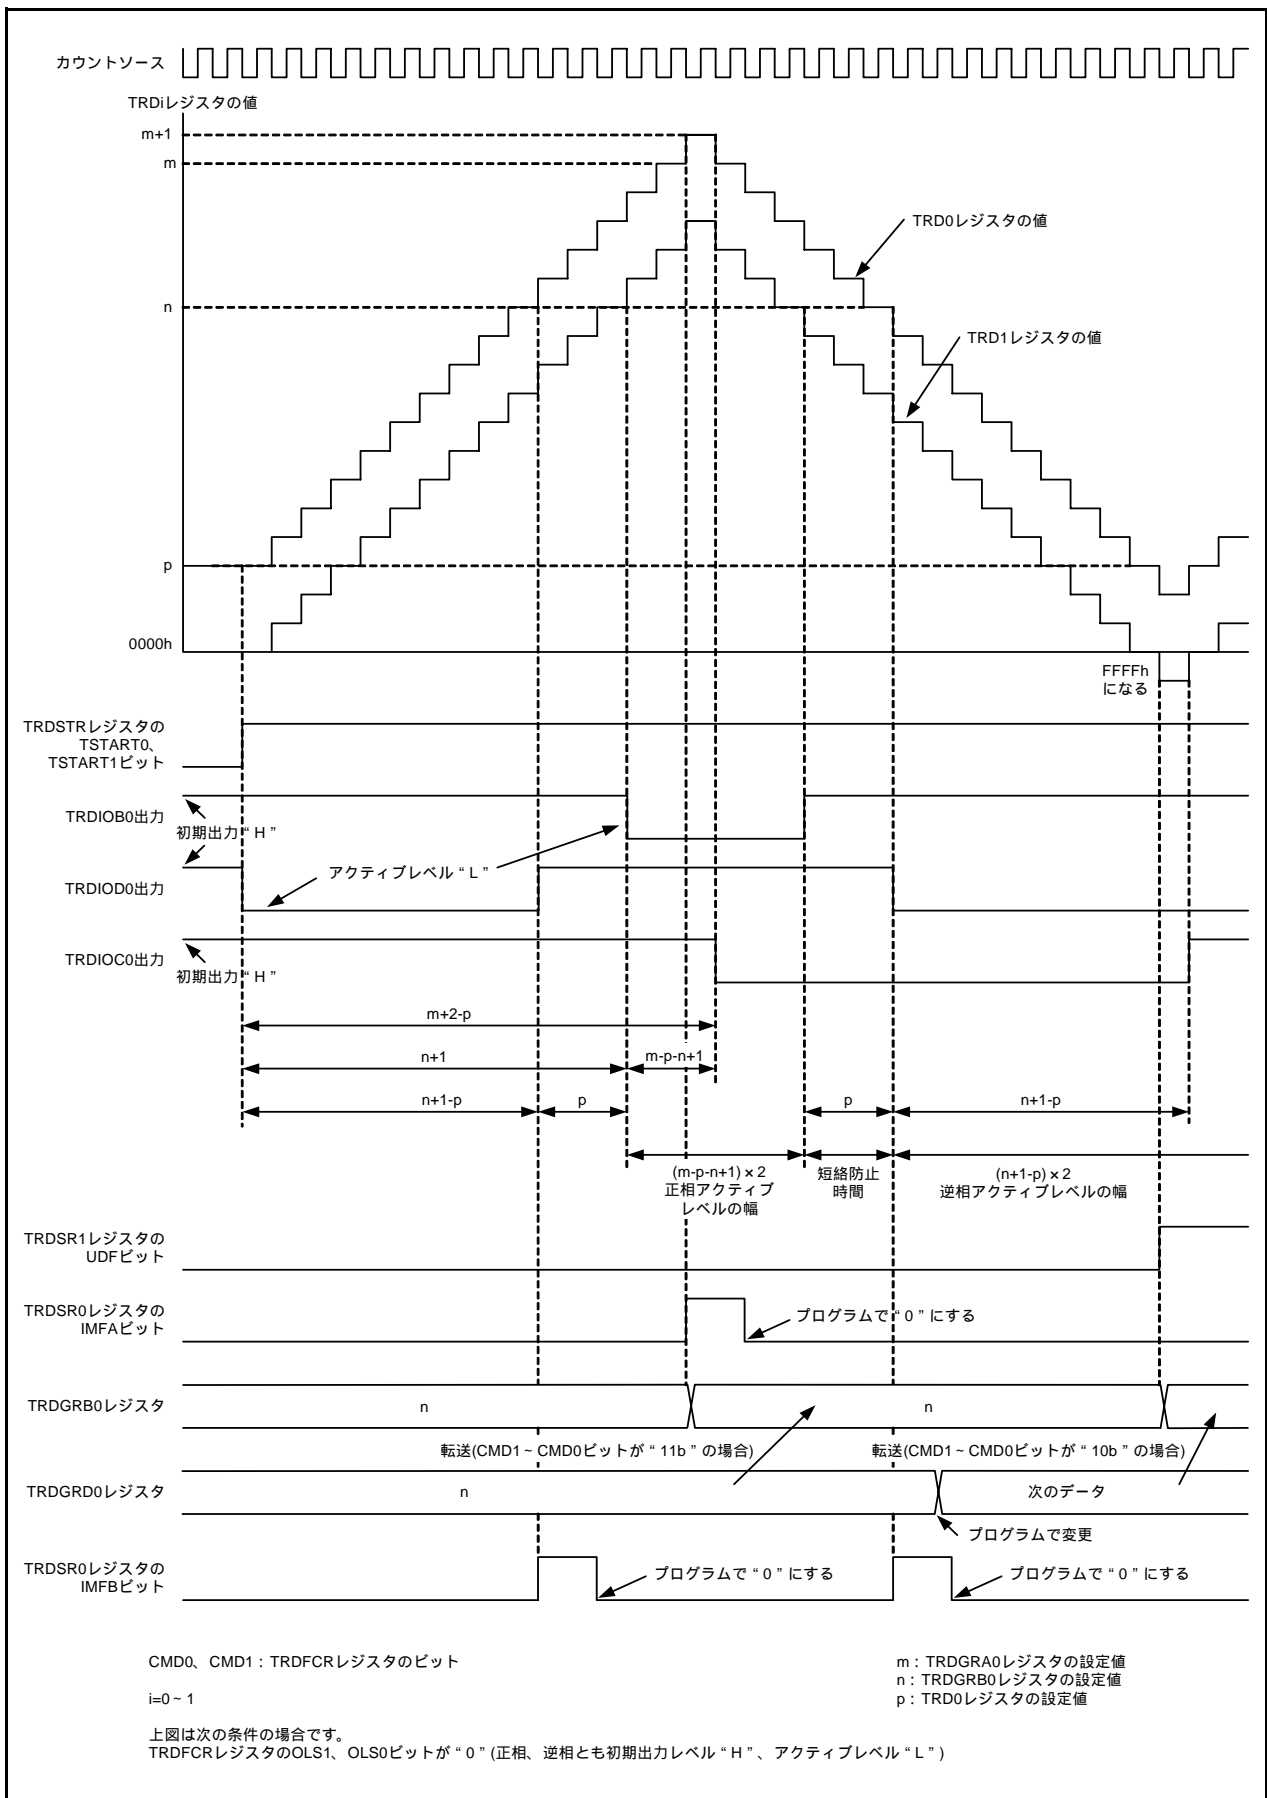 カウントソース
TRDiレジスタの値
m+1
m
TRD0レジスタの値
n
TRD1レジスタの値
p
0000h
FFFFh
になる
TRDSTRレジスタの
TSTART0、
TSTART1ビット
TRDIOB0出力
初期出力“H”
アクティブレベル“L”
TRDIOD0出力
TRDIOC0出力
初期出力“H”
m+2-p
n+1
m-p-n+1
n+1-p
p
p
n+1-p
(m-p-n+1)×2
正相アクティブ
レベルの幅
短絡防止
時間
(n+1-p)×2
逆相アクティブレベルの幅
TRDSR1レジスタの
UDFビット
TRDSR0レジスタの
IMFAビット
プログラムで“0”にする
TRDGRB0レジスタ
n
n
転送(CMD1~CMD0ビットが“11b”の場合)
転送(CMD1~CMD0ビットが“10b”の場合)
TRDGRD0レジスタ
n
次のデータ
プログラムで変更
TRDSR0レジスタの
IMFBビット
プログラムで“0”にする
プログラムで“0”にする
CMD0、CMD1：TRDFCRレジスタのビット
i=0~1
m：TRDGRA0レジスタの設定値
n：TRDGRB0レジスタの設定値
p：TRD0レジスタの設定値
上図は次の条件の場合です。
TRDFCRレジスタのOLS1、OLS0ビットが“0”(正相、逆相とも初期出力レベル“H”、アクティブレベル“L”)